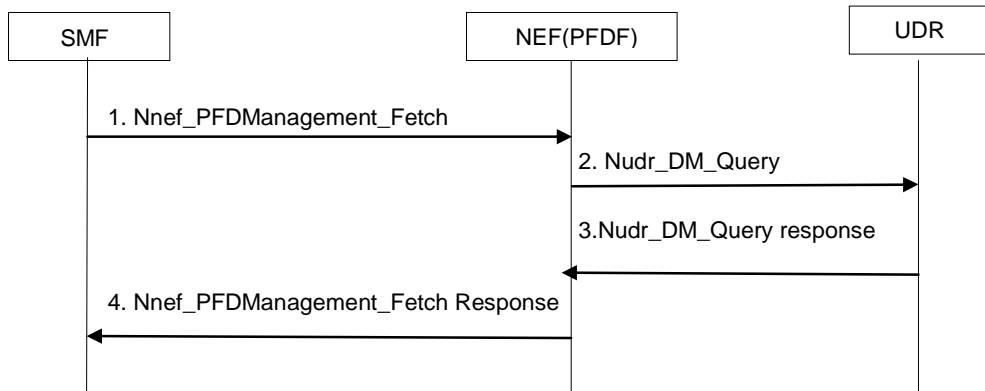 SMF
NEF(PFDF)
UDR
1. Nnef_PFDManagement_Fetch
2. Nudr_DM_Query
3.Nudr_DM_Query response
4. Nnef_PFDManagement_Fetch Response